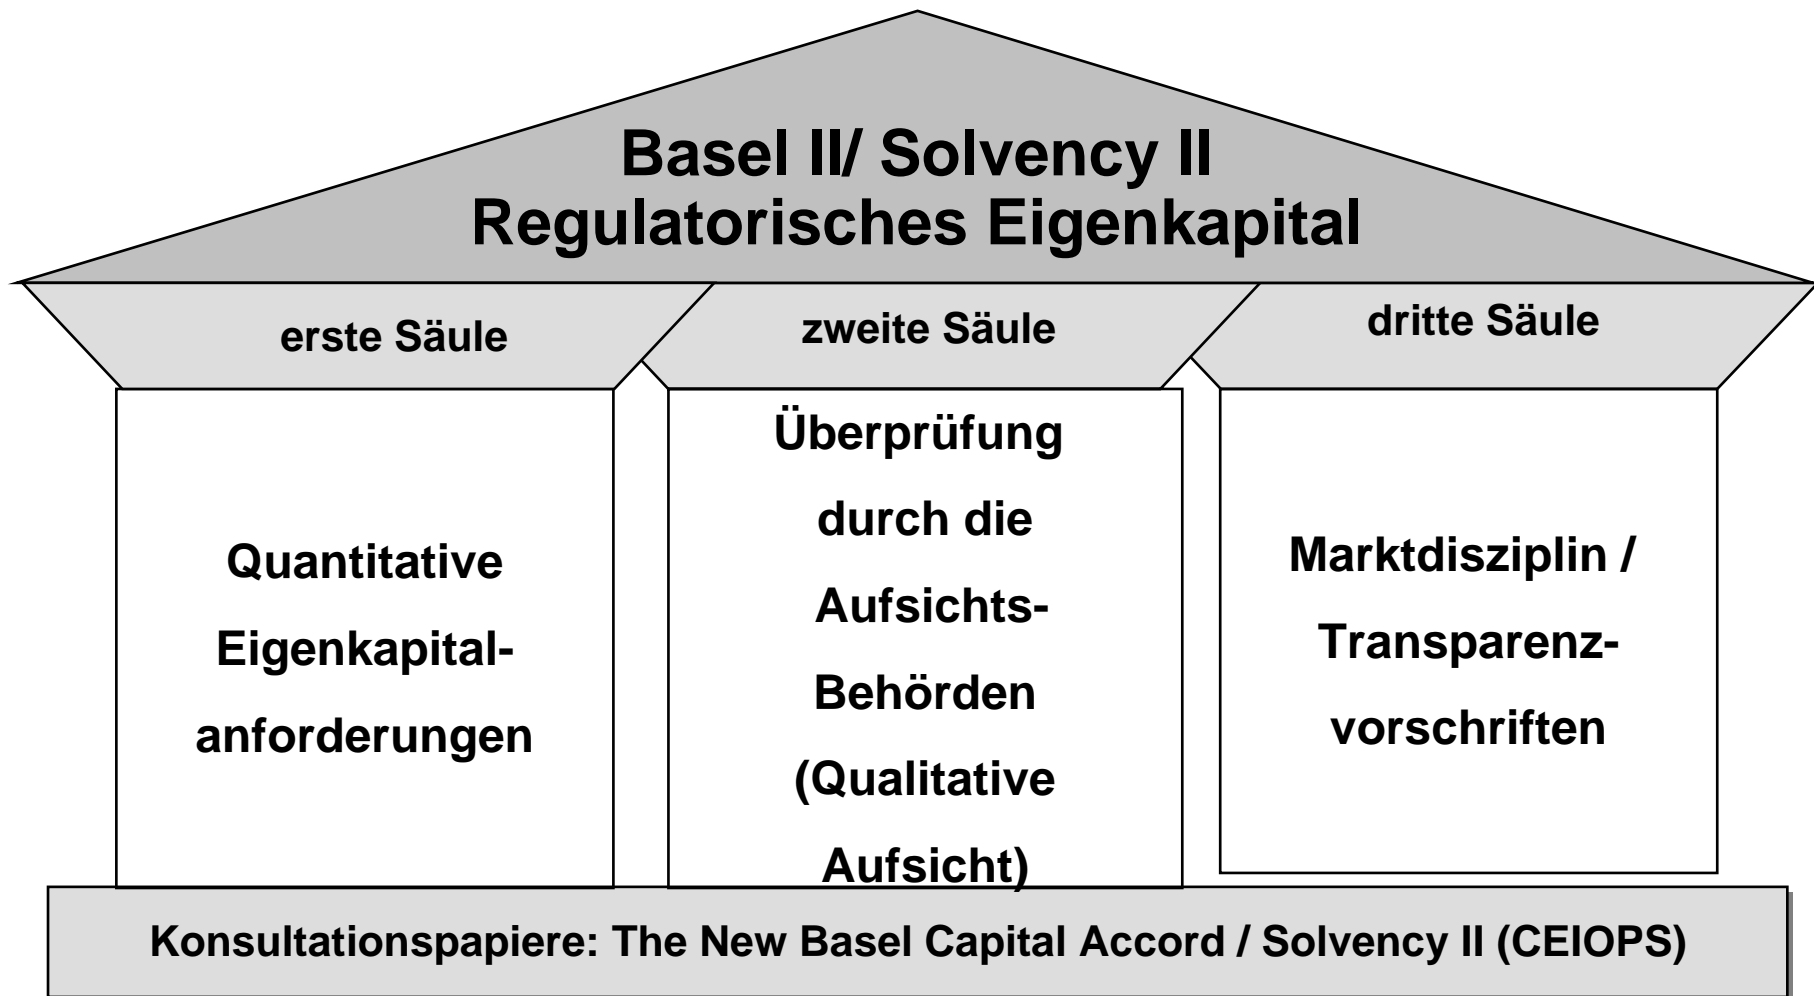 Basel II/ Solvency II
Regulatorisches Eigenkapital
erste Säule
zweite Säule
dritte Säule
Quantitative
Eigenkapital-
anforderungen
Überprüfung
durch die
Aufsichts-
Behörden
(Qualitative
Aufsicht)
Marktdisziplin /
Transparenz-
vorschriften
Konsultationspapiere: The New Basel Capital Accord / Solvency II (CEIOPS)